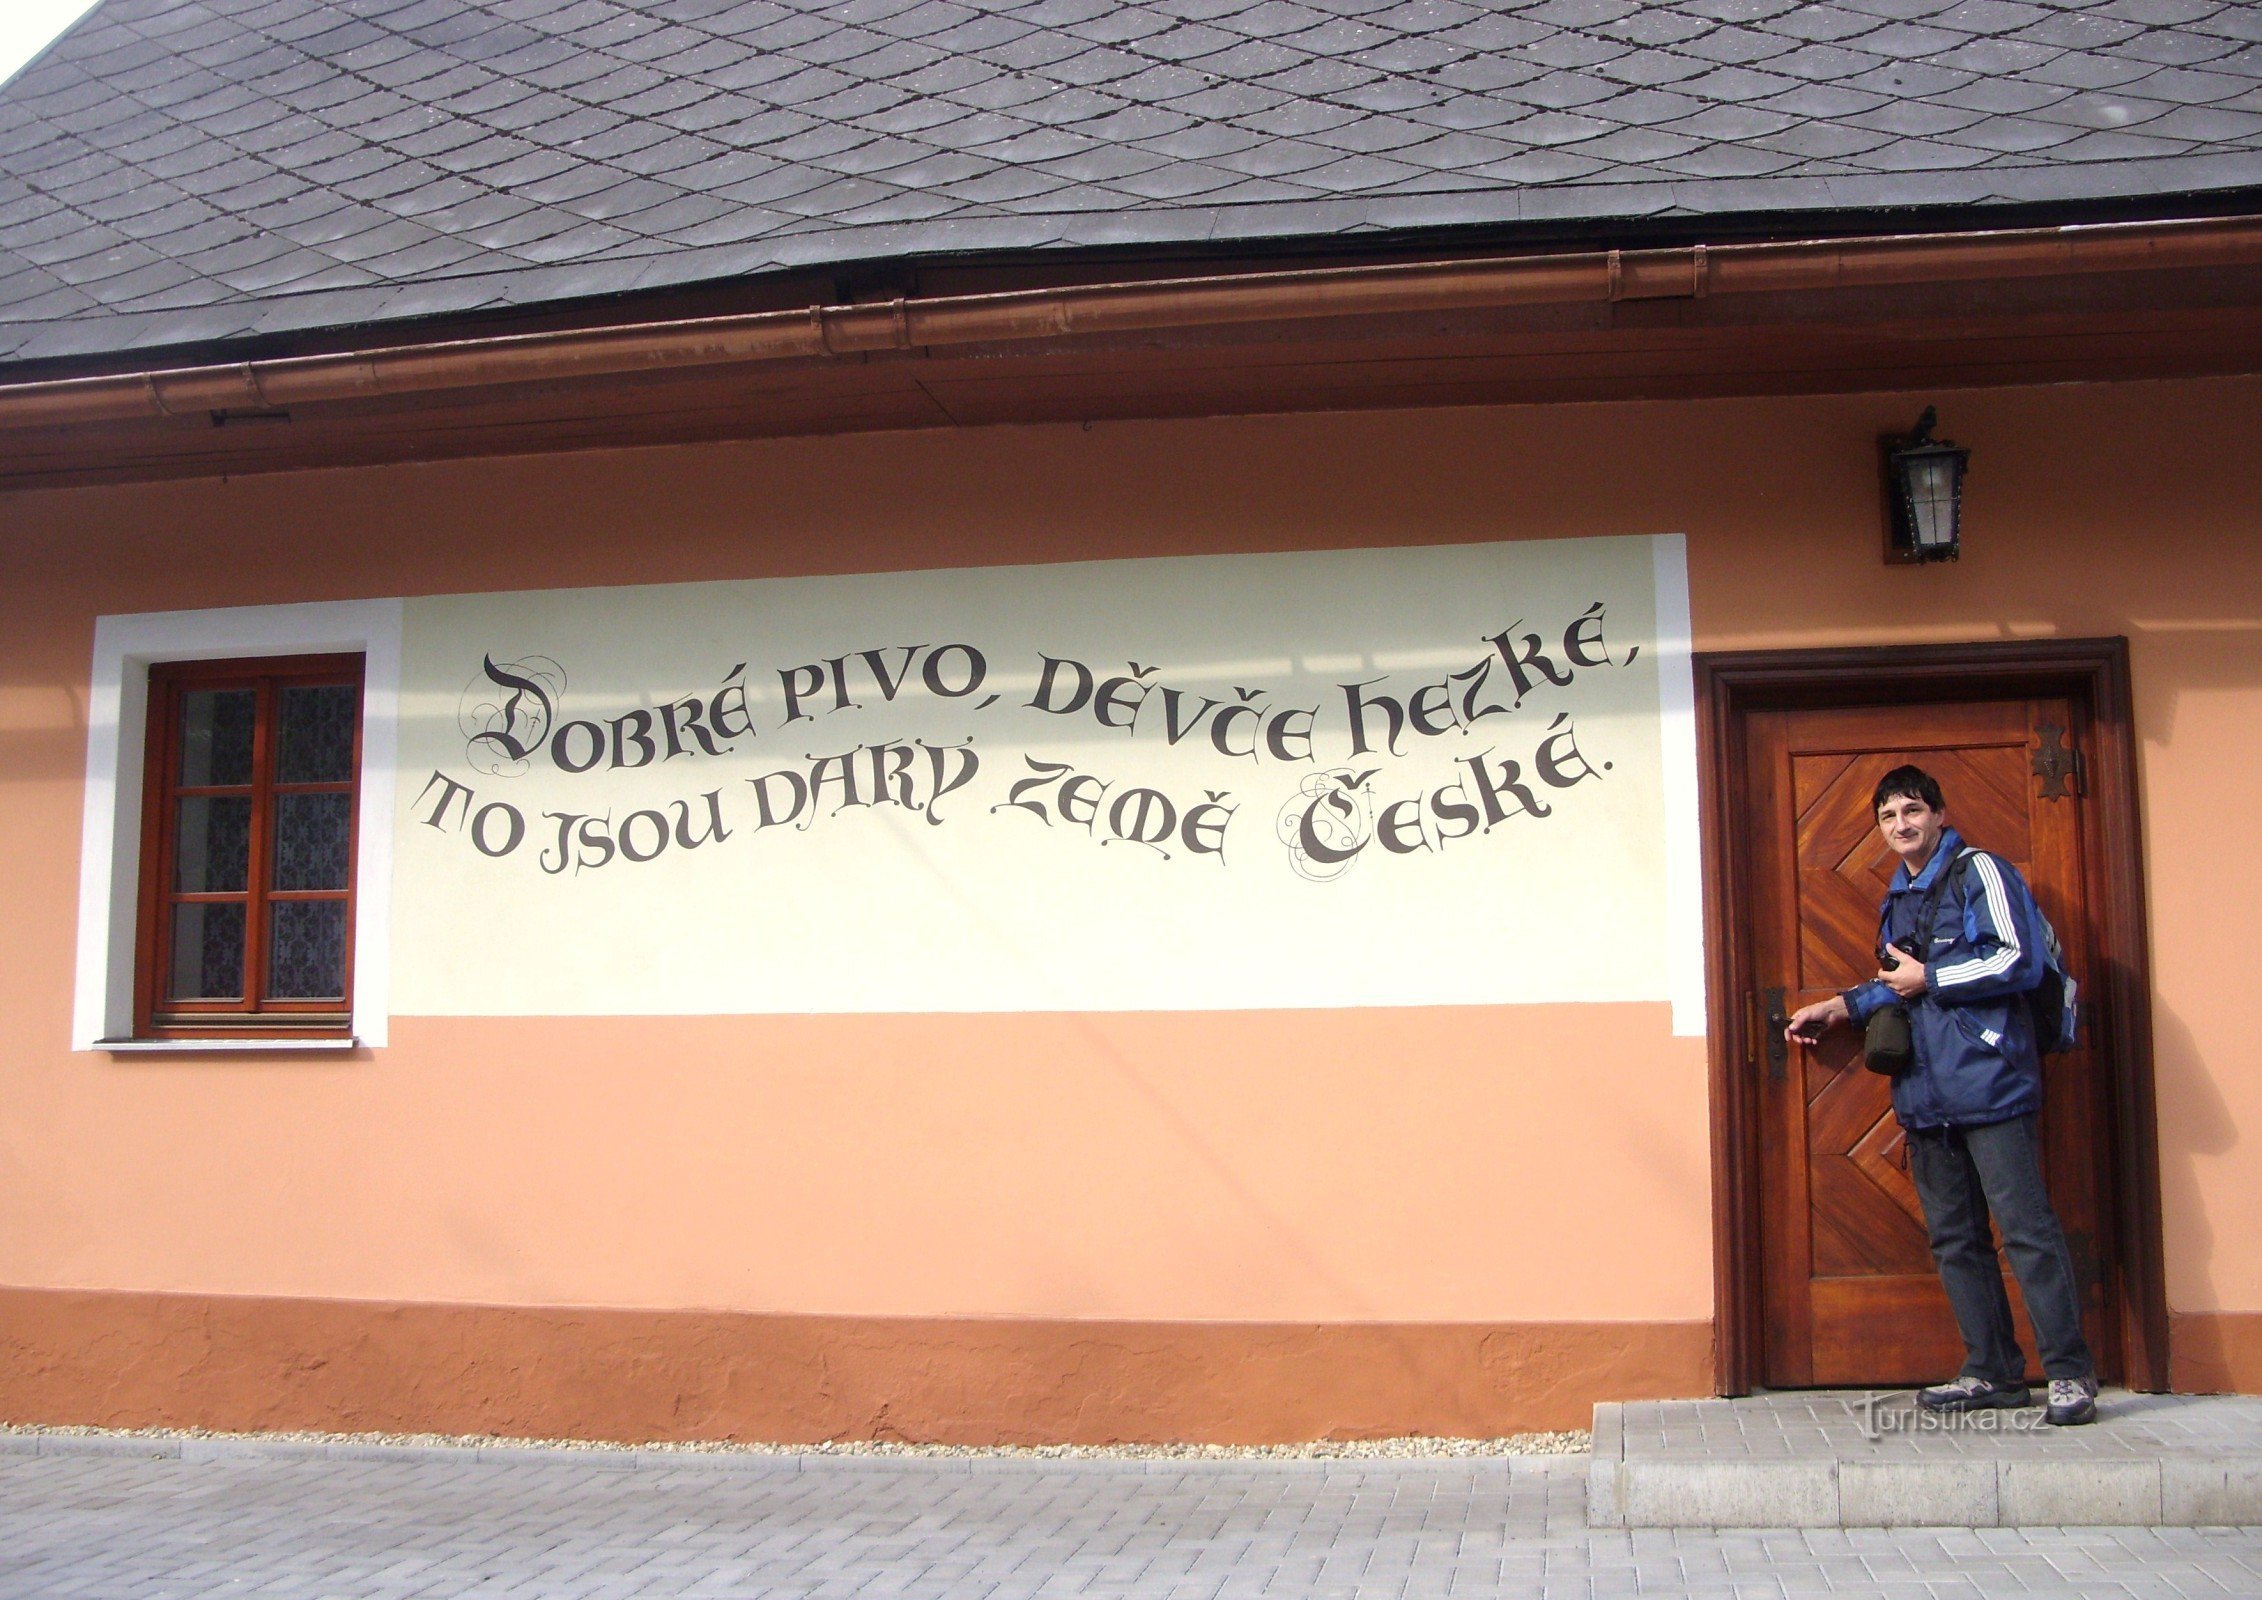 Dobré pivo, děvče hezké,
to jsou dary země České.
Turistika.cz